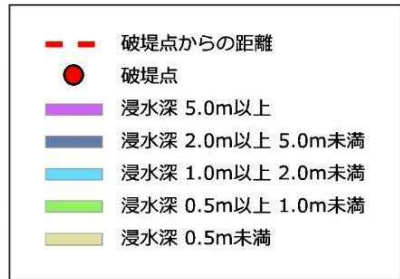 破堤点からの距離
破堤点
浸水深 5.0m以上
浸水深 2.0m以上 5.0m未満
浸水深 1.0m以上 2.0m未満
浸水深 0.5m以上 1.0m未満
浸水深 0.5m未満